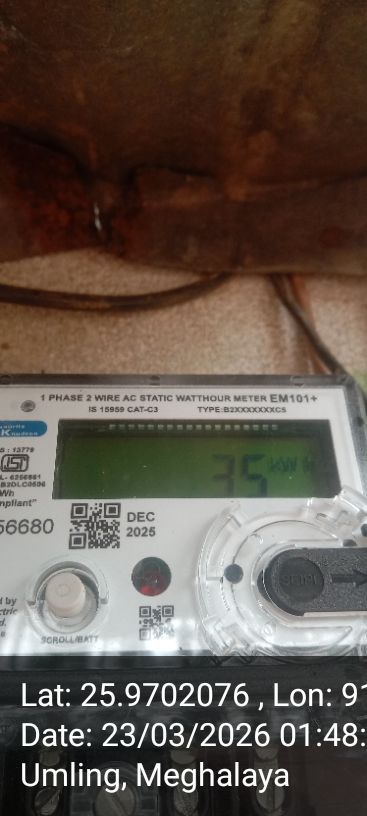 1 PHASE 2 WIRE AC STATIC WATTHOUR METER EM101+
IS 15959 CAT-C3 TYPE:B2XXXXXXXC5
35 kW
DEC
2025
56680
SCROLL/BATT
Lat: 25.9702076 , Lon: 91
Date: 23/03/2026 01:48:
Umling, Meghalaya